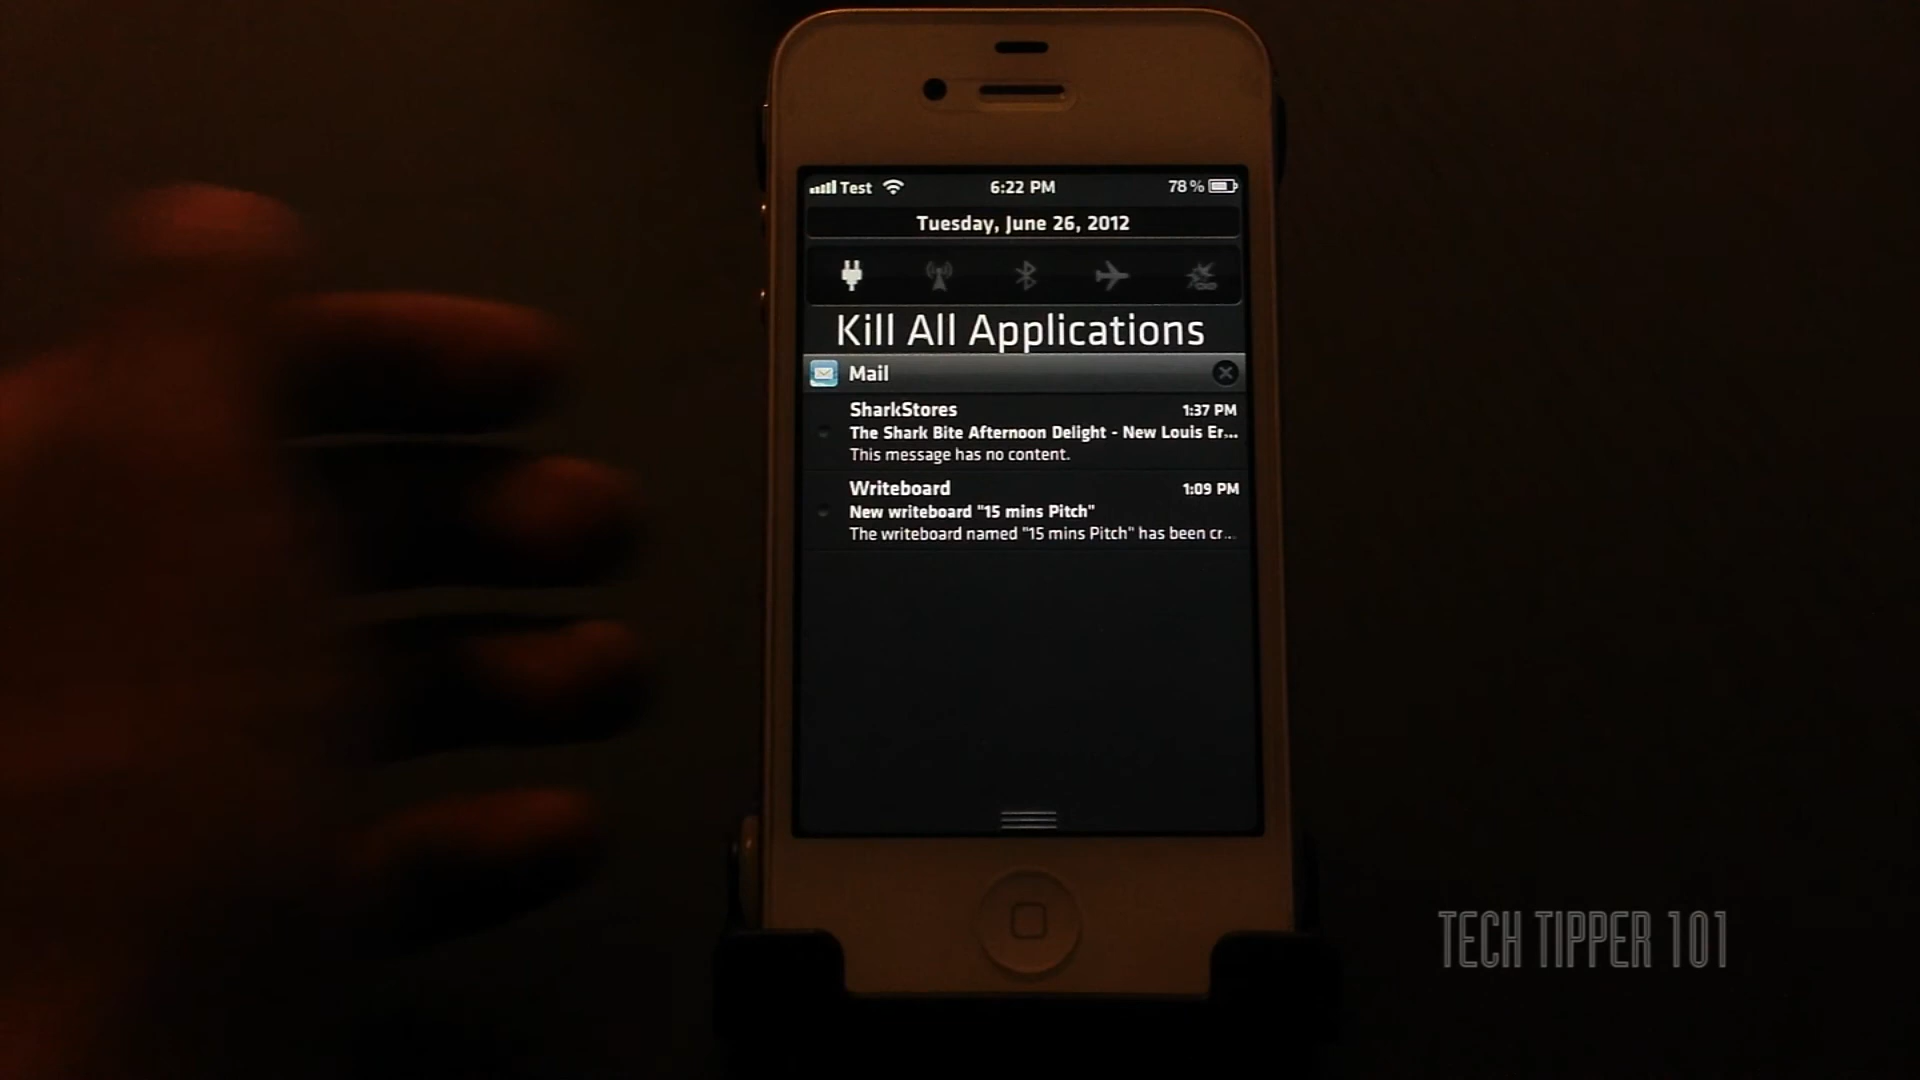 Test 6:22 PM 78 %
Tuesday, June 26, 2012
Kill All Applications
Mail
SharkStores 1:37 PM
The Shark Bite Afternoon Delight - New Louis Er...
This message has no content.
Writeboard 1:09 PM
New writeboard "15 mins Pitch"
The writeboard named "15 mins Pitch" has been cr...
TECH TIPPER 101